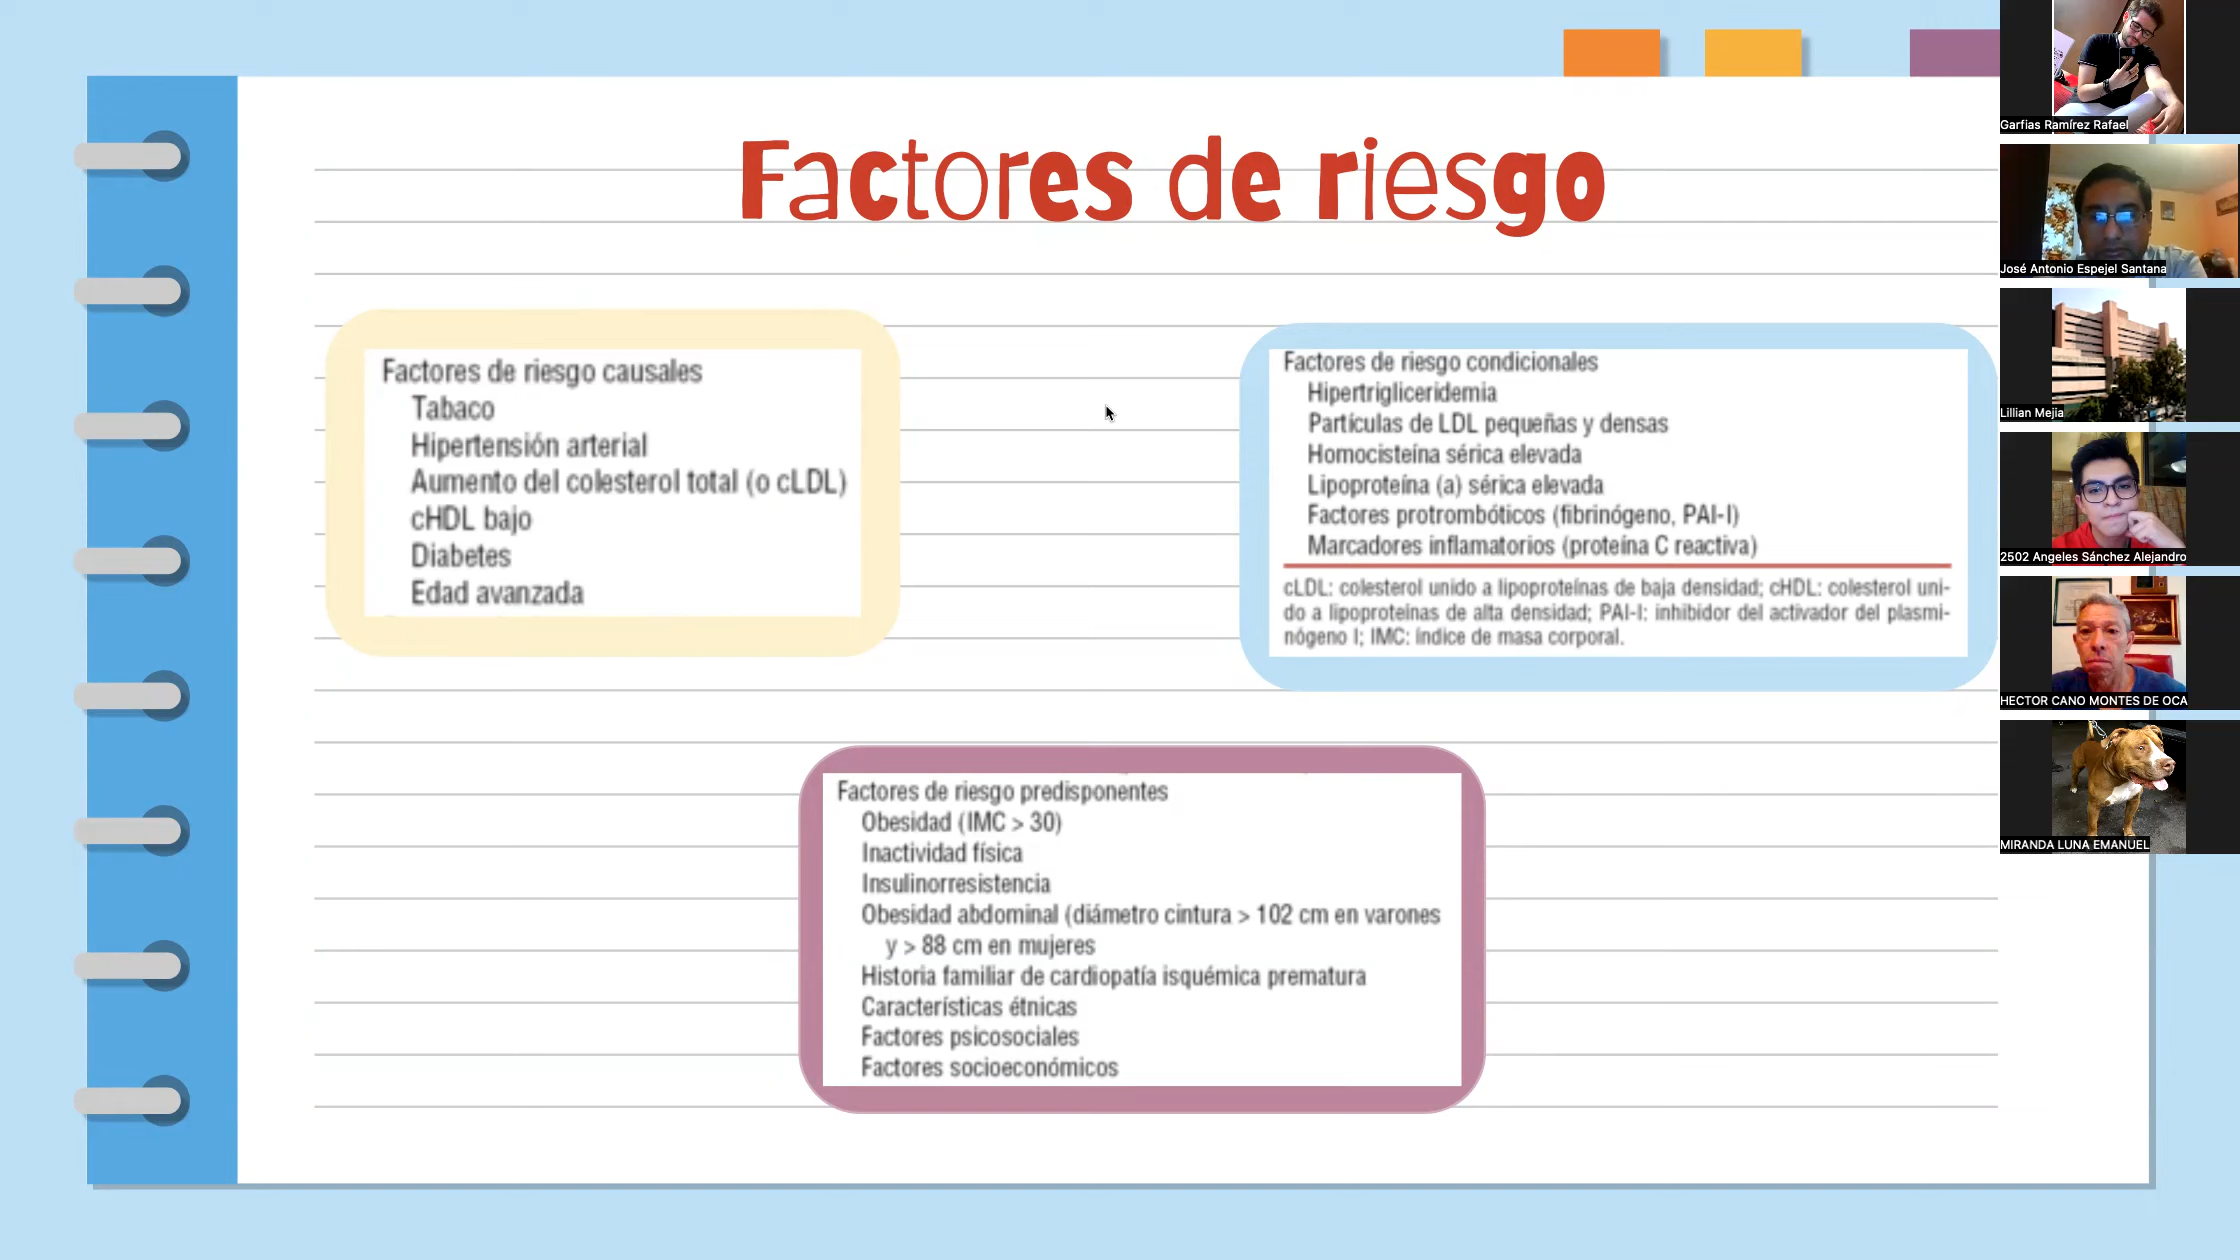 Factores de riesgo
Factores de riesgo causales
Tabaco
Hipertensión arterial
Aumento del colesterol total (o cLDL)
cHDL bajo
Diabetes
Edad avanzada
Factores de riesgo condicionales
Hipertrigliceridemia
Partículas de LDL pequeñas y densas
Homocisteína sérica elevada
Lipoproteína (a) sérica elevada
Factores protrombóticos (fibrinógeno, PAI-I)
Marcadores inflamatorios (proteína C reactiva)
cLDL: colesterol unido a lipoproteínas de baja densidad; cHDL: colesterol uni-
do a lipoproteínas de alta densidad; PAI-I: inhibidor del activador del plasmi-
nógeno I; IMC: índice de masa corporal.
Factores de riesgo predisponentes
Obesidad (IMC > 30)
Inactividad física
Insulinorresistencia
Obesidad abdominal (diámetro cintura > 102 cm en varones
y > 88 cm en mujeres
Historia familiar de cardiopatía isquémica prematura
Características étnicas
Factores psicosociales
Factores socioeconómicos
Garfias Ramírez Rafael
José Antonio Espejel Santana
Lillian Mejia
2502 Angeles Sánchez Alejandro
HECTOR CANO MONTES DE OCA
MIRANDA LUNA EMANUEL